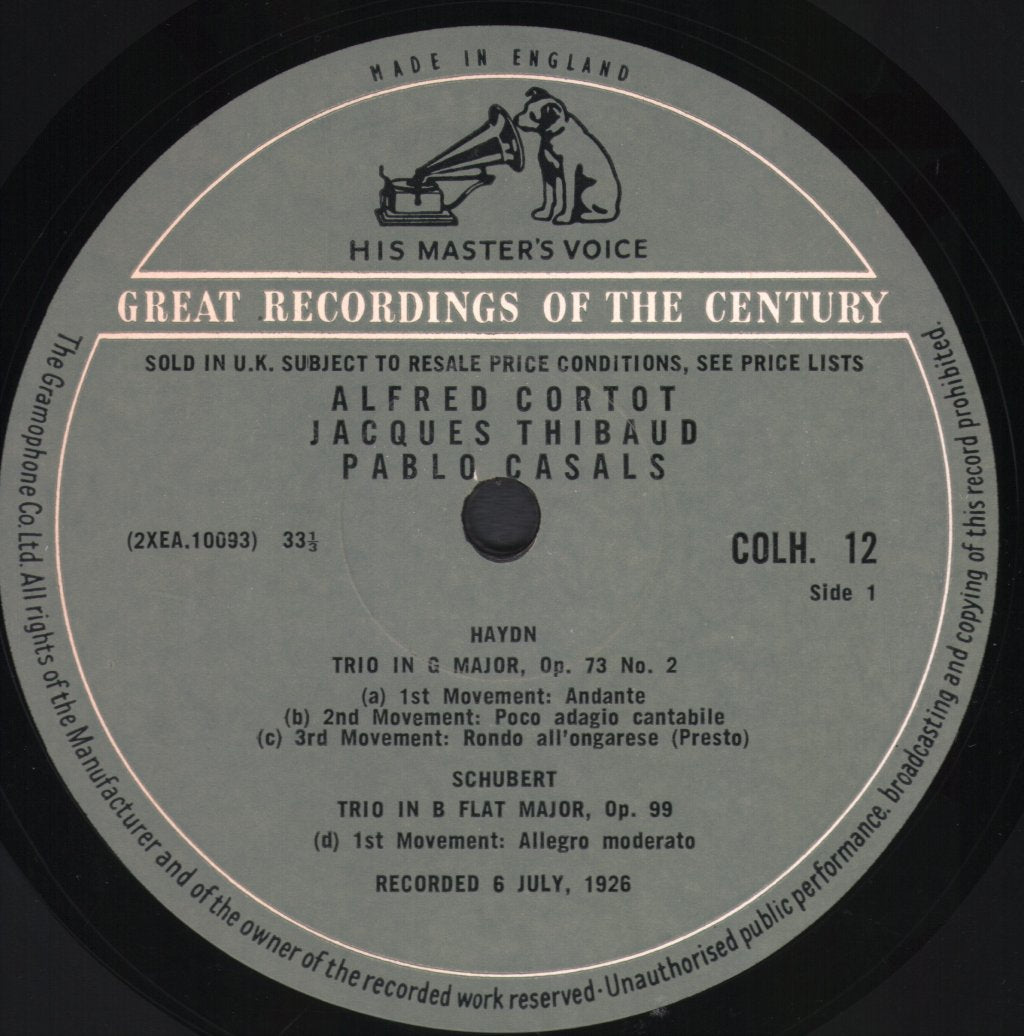 MADE IN ENGLAND
HIS MASTER'S VOICE
GREAT RECORDINGS OF THE CENTURY
SOLD IN U.K. SUBJECT TO RESALE PRICE CONDITIONS, SEE PRICE LISTS
ALFRED CORTOT
JACQUES THIBAUD
PABLO CASALS
(2XEA.10093) 33⅓
COLH. 12
Side 1
HAYDN
TRIO IN G MAJOR, Op. 73 No. 2
(a) 1st Movement: Andante
(b) 2nd Movement: Poco adagio cantabile
(c) 3rd Movement: Rondo all'ongarese (Presto)
SCHUBERT
TRIO IN B FLAT MAJOR, Op. 99
(d) 1st Movement: Allegro moderato
RECORDED 6 JULY, 1926
The Gramophone Co. Ltd. All rights of the Manufacturer and of the owner of the recorded work reserved · Unauthorised public performance. broadcasting and copying of this record prohibited.